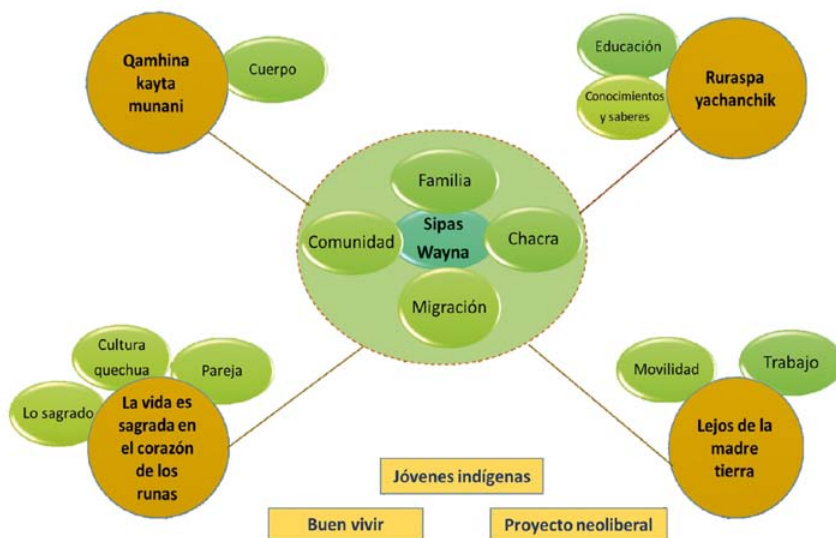 Qamhina
kayta
munani
Cuerpo
Educación
Conocimientos
y saberes
Ruraspa
yachanchik
Familia
Comunidad
Sipas
Wayna
Chacra
Migración
Cultura
quechua
Pareja
Lo sagrado
La vida es
sagrada en
el corazón
de los
runas
Movilidad
Trabajo
Lejos de la
madre
tierra
Jóvenes indígenas
Buen vivir
Proyecto neoliberal